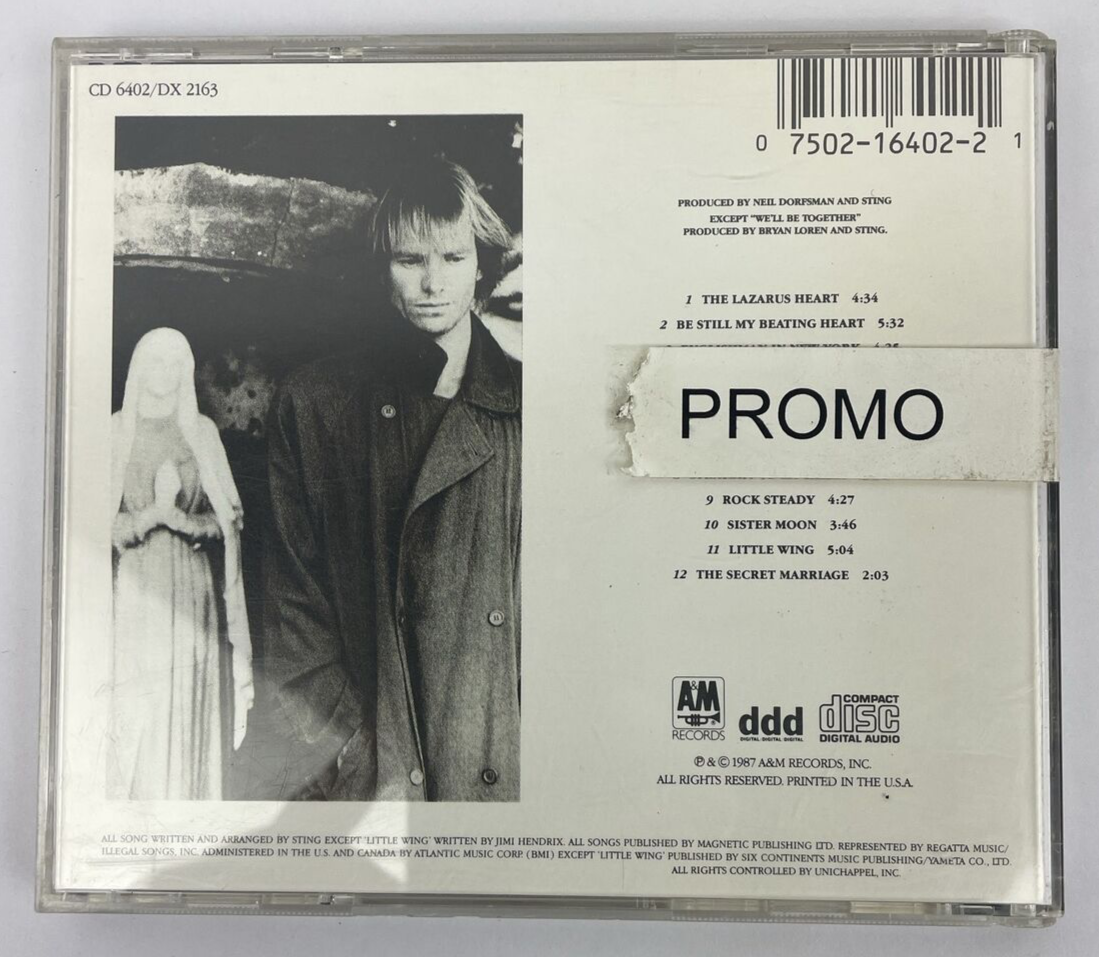 CD 6402/DX 2163
0 7502-16402-2 1
PRODUCED BY NEIL DORFSMAN AND STING
EXCEPT "WE'LL BE TOGETHER"
PRODUCED BY BRYAN LOREN AND STING.
1 THE LAZARUS HEART 4:34
2 BE STILL MY BEATING HEART 5:32
PROMO
9 ROCK STEADY 4:27
10 SISTER MOON 3:46
11 LITTLE WING 5:04
12 THE SECRET MARRIAGE 2:03
A&M
RECORDS
ddd
DIGITAL·DIGITAL·DIGITAL
COMPACT
disc
DIGITAL AUDIO
℗ & © 1987 A&M RECORDS, INC.
ALL RIGHTS RESERVED. PRINTED IN THE U.S.A.
ALL SONG WRITTEN AND ARRANGED BY STING EXCEPT 'LITTLE WING' WRITTEN BY JIMI HENDRIX. ALL SONGS PUBLISHED BY MAGNETIC PUBLISHING LTD. REPRESENTED BY REGATTA MUSIC/
ILLEGAL SONGS, INC. ADMINISTERED IN THE U.S. AND CANADA BY ATLANTIC MUSIC CORP. (BMI) EXCEPT 'LITTLE WING' PUBLISHED BY SIX CONTINENTS MUSIC PUBLISHING/YAMETA CO., LTD.
ALL RIGHTS CONTROLLED BY UNICHAPPEL, INC.